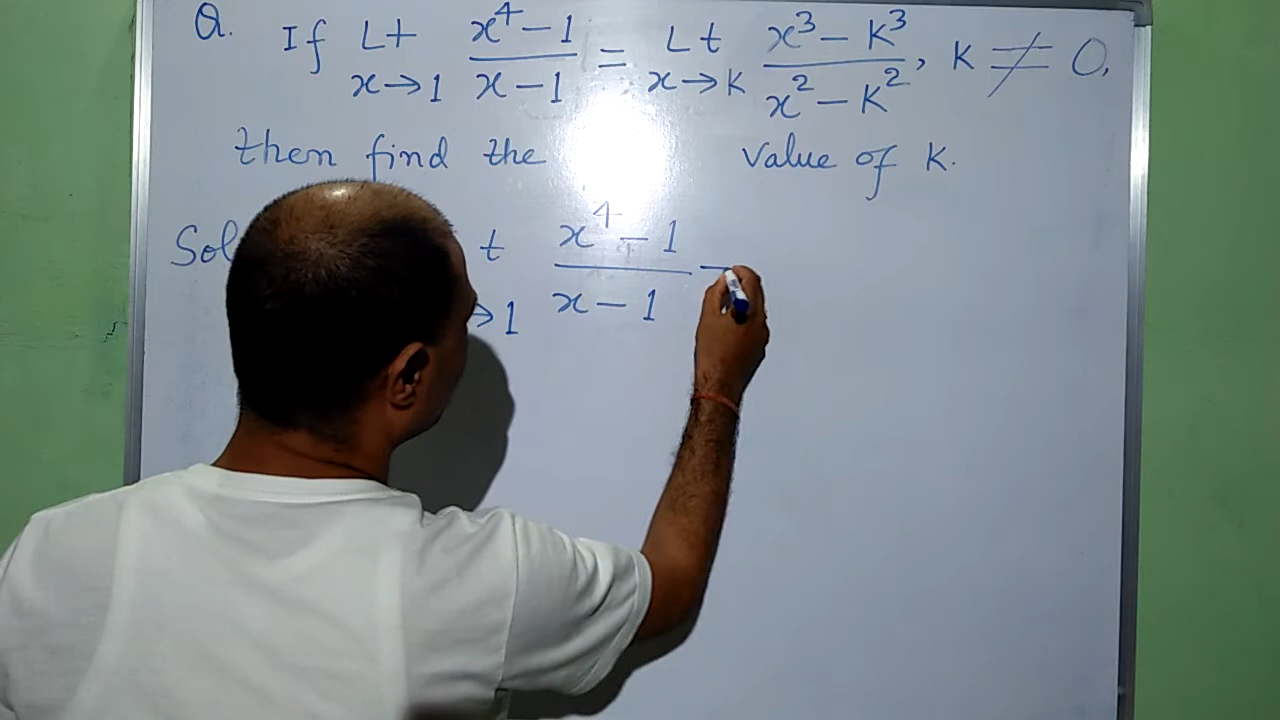 Q. If Lt x→1 x⁴-1/x-1 = Lt x→k x³-k³/x²-k², k ≠ 0,
then find the value of k.
Sol t →1 x⁴-1/x-1